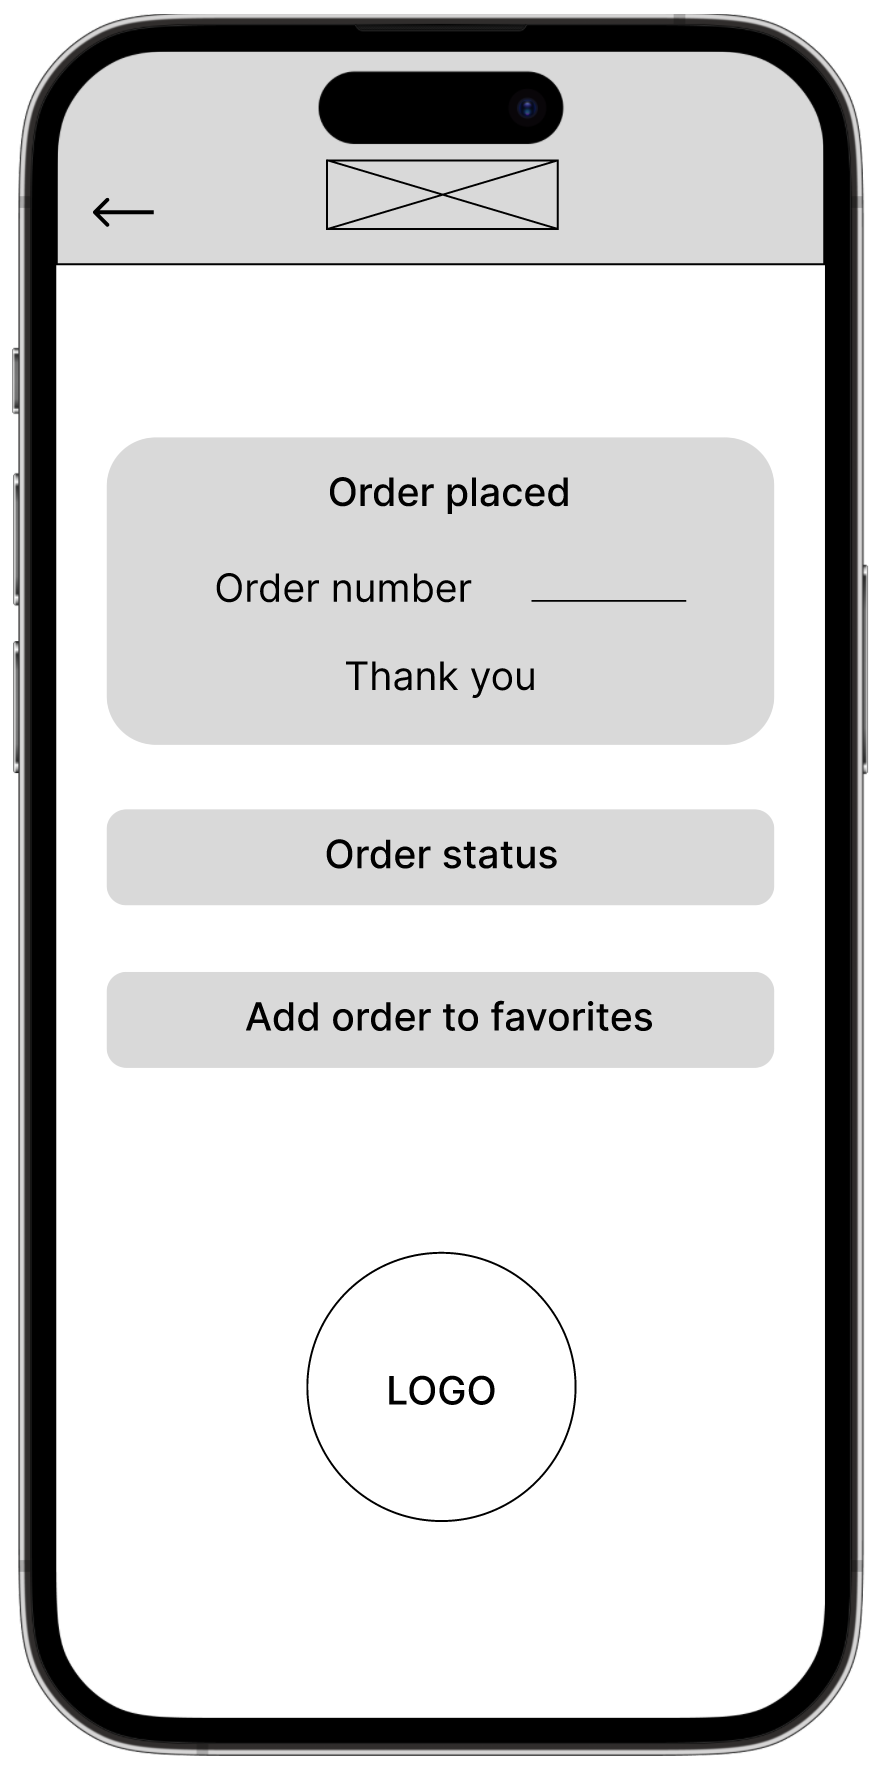 Order placed
Order number
Thank you
Order status
Add order to favorites
LOGO